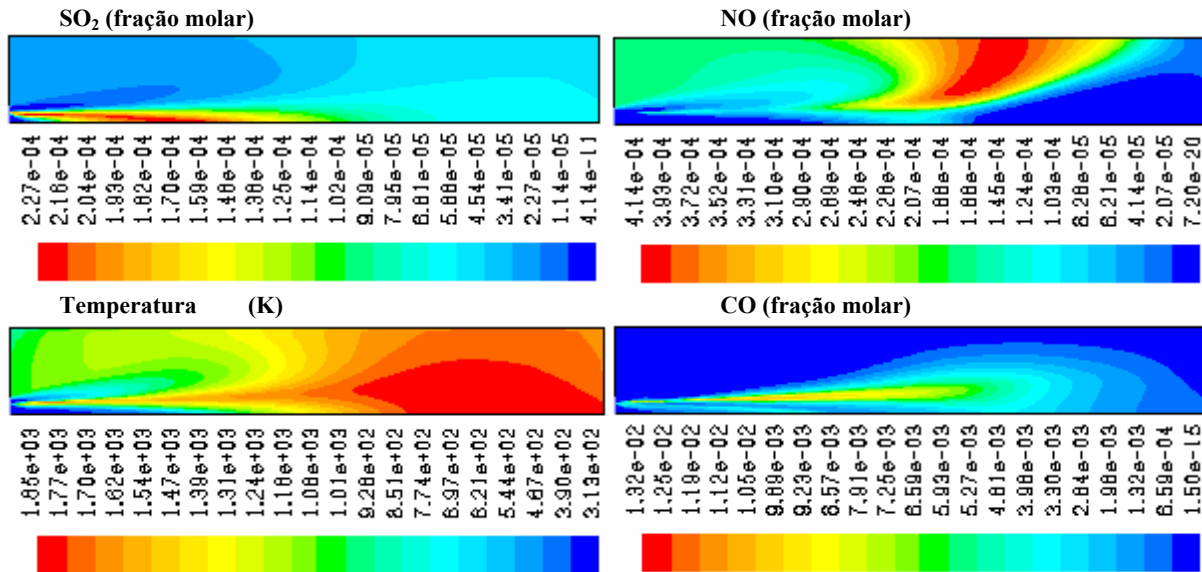 SO₂ (fração molar)
2.27e-04
2.16e-04
2.04e-04
1.93e-04
1.82e-04
1.70e-04
1.59e-04
1.48e-04
1.36e-04
1.25e-04
1.14e-04
1.02e-04
9.09e-05
7.95e-05
6.81e-05
5.68e-05
4.54e-05
3.41e-05
2.27e-05
1.14e-05
4.14e-11
NO (fração molar)
4.14e-04
3.93e-04
3.72e-04
3.52e-04
3.31e-04
3.10e-04
2.90e-04
2.69e-04
2.48e-04
2.28e-04
2.07e-04
1.86e-04
1.66e-04
1.45e-04
1.24e-04
1.03e-04
8.28e-05
6.21e-05
4.14e-05
2.07e-05
7.20e-20
Temperatura (K)
1.85e+03
1.77e+03
1.70e+03
1.62e+03
1.54e+03
1.47e+03
1.39e+03
1.31e+03
1.24e+03
1.16e+03
1.08e+03
1.01e+03
9.28e+02
8.51e+02
7.74e+02
6.97e+02
6.21e+02
5.44e+02
4.67e+02
3.90e+02
3.13e+02
CO (fração molar)
1.32e-02
1.25e-02
1.19e-02
1.12e-02
1.05e-02
9.89e-03
9.23e-03
8.57e-03
7.91e-03
7.25e-03
6.59e-03
5.93e-03
5.27e-03
4.61e-03
3.96e-03
3.30e-03
2.64e-03
1.98e-03
1.32e-03
6.59e-04
1.50e-15